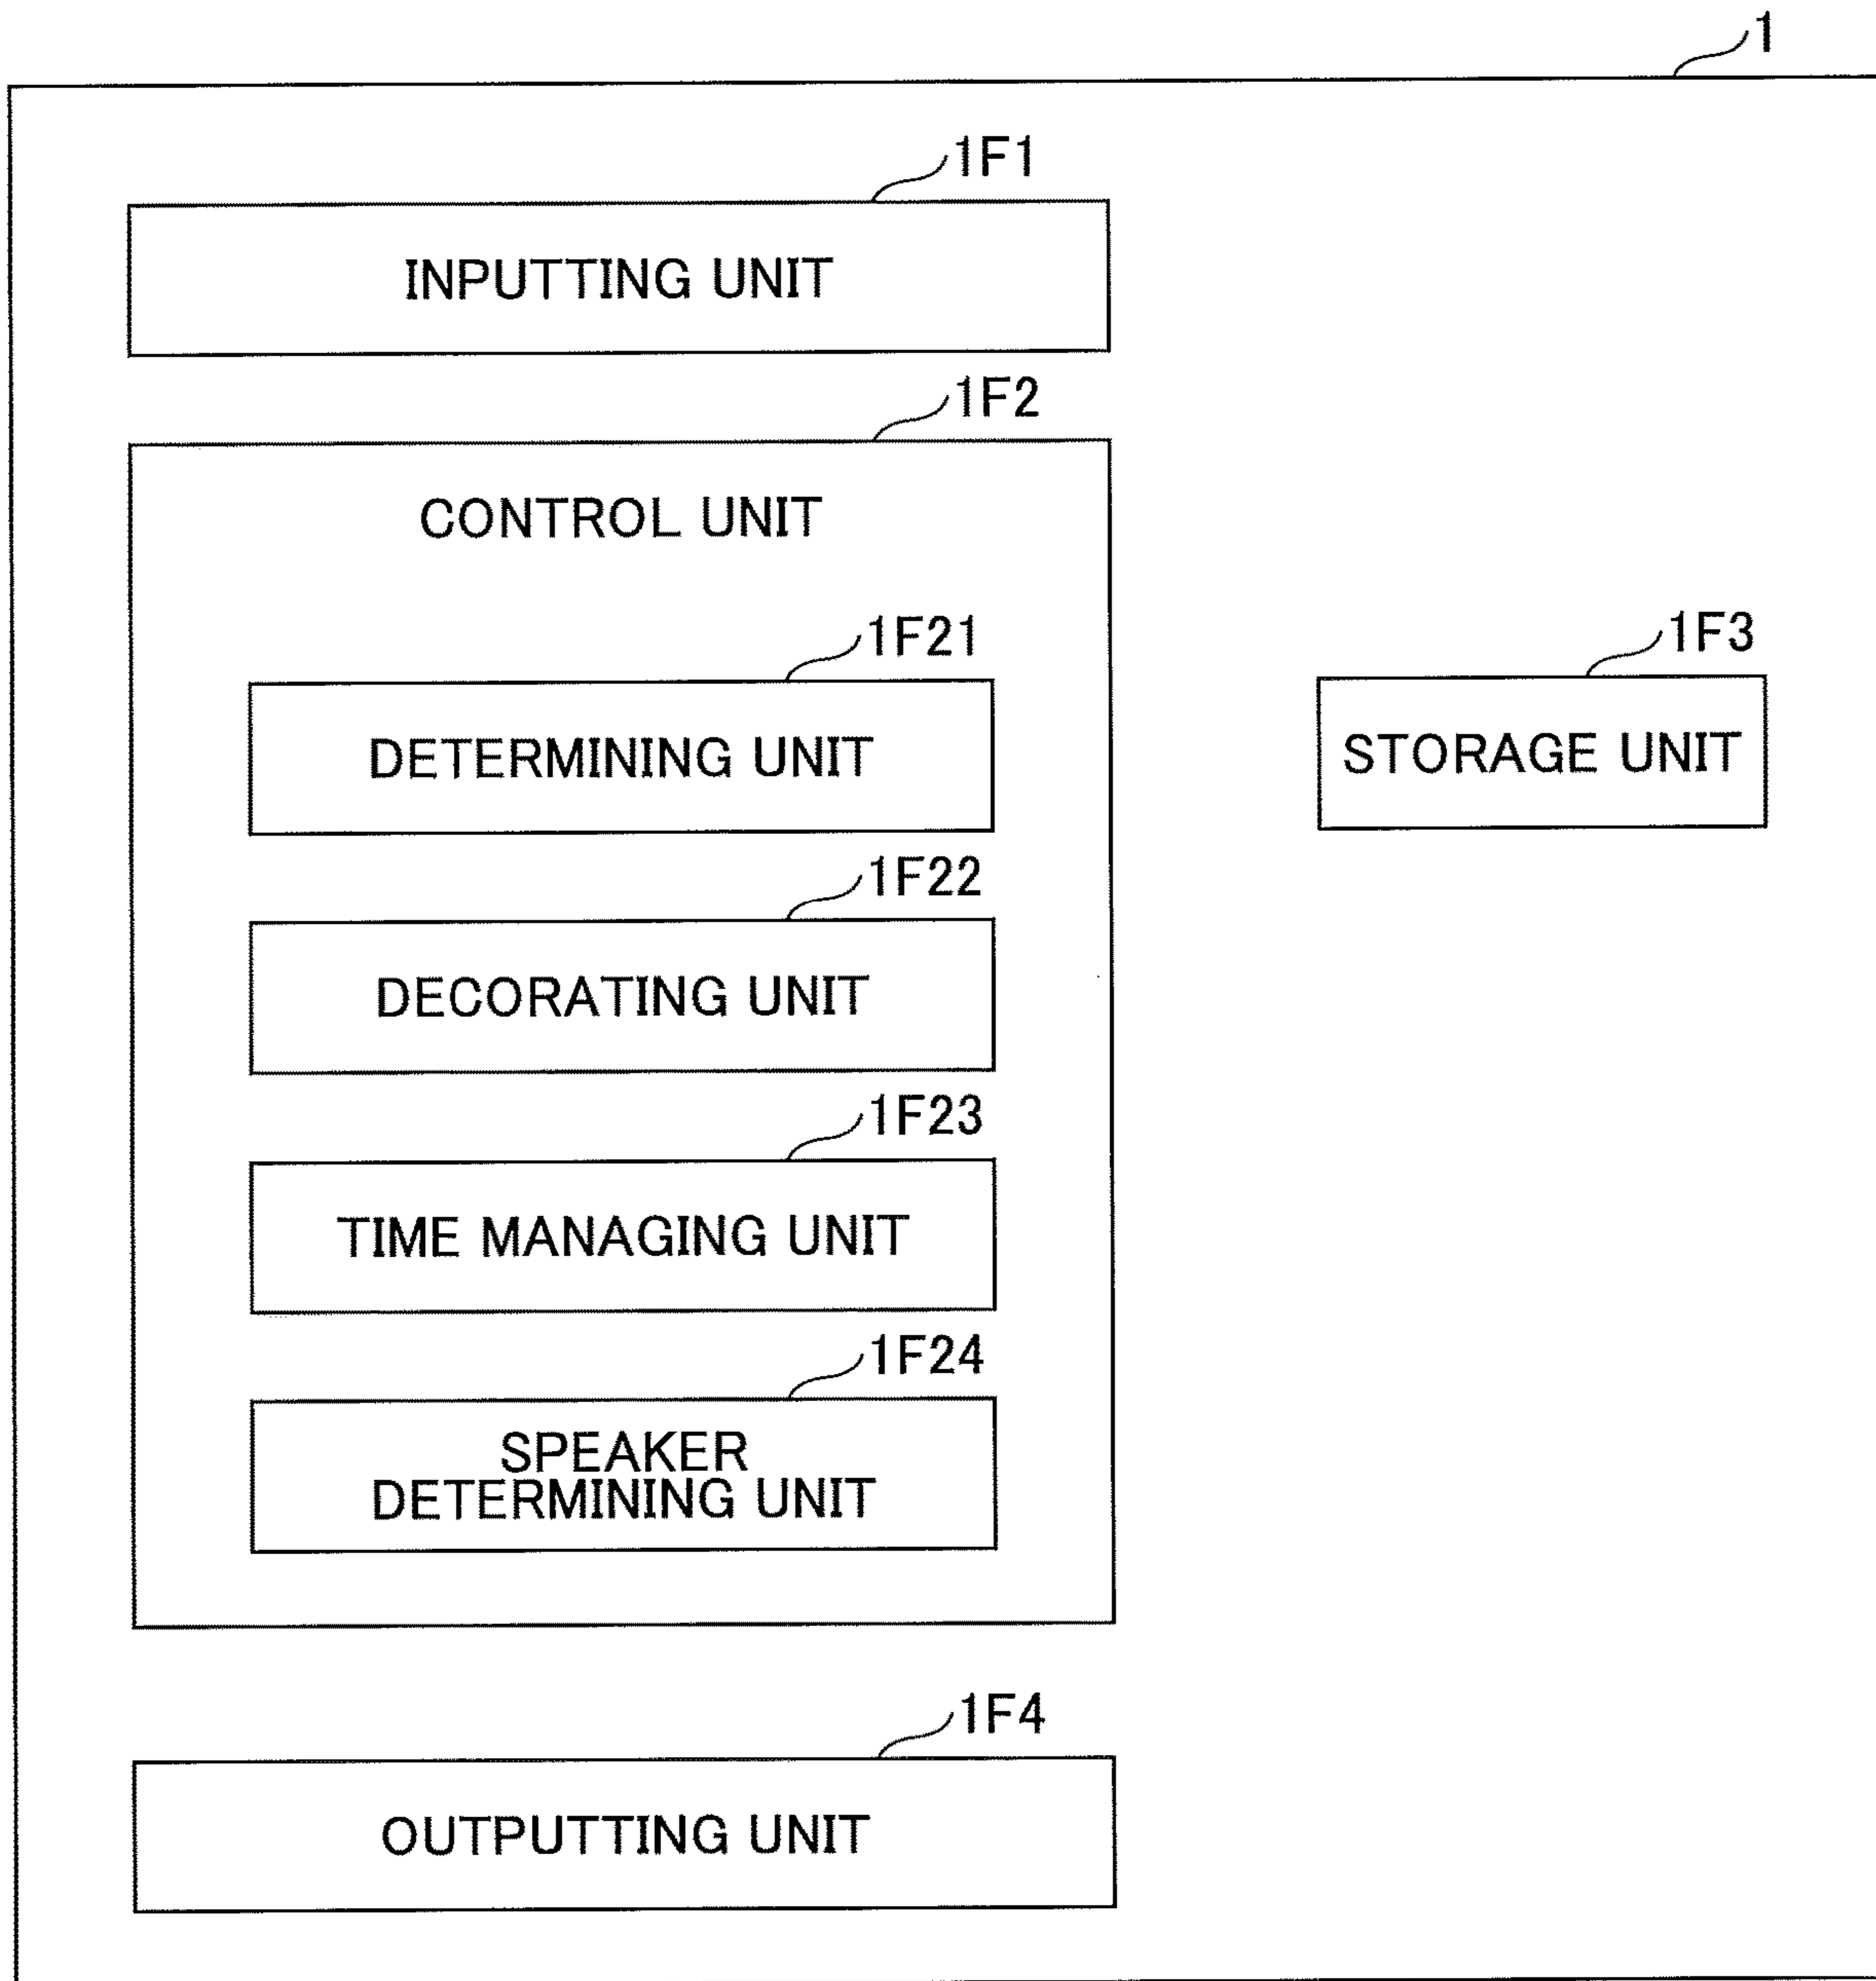 1
1F1
INPUTTING UNIT
1F2
CONTROL UNIT
1F21
DETERMINING UNIT
1F3
STORAGE UNIT
1F22
DECORATING UNIT
1F23
TIME MANAGING UNIT
1F24
SPEAKER
DETERMINING UNIT
1F4
OUTPUTTING UNIT